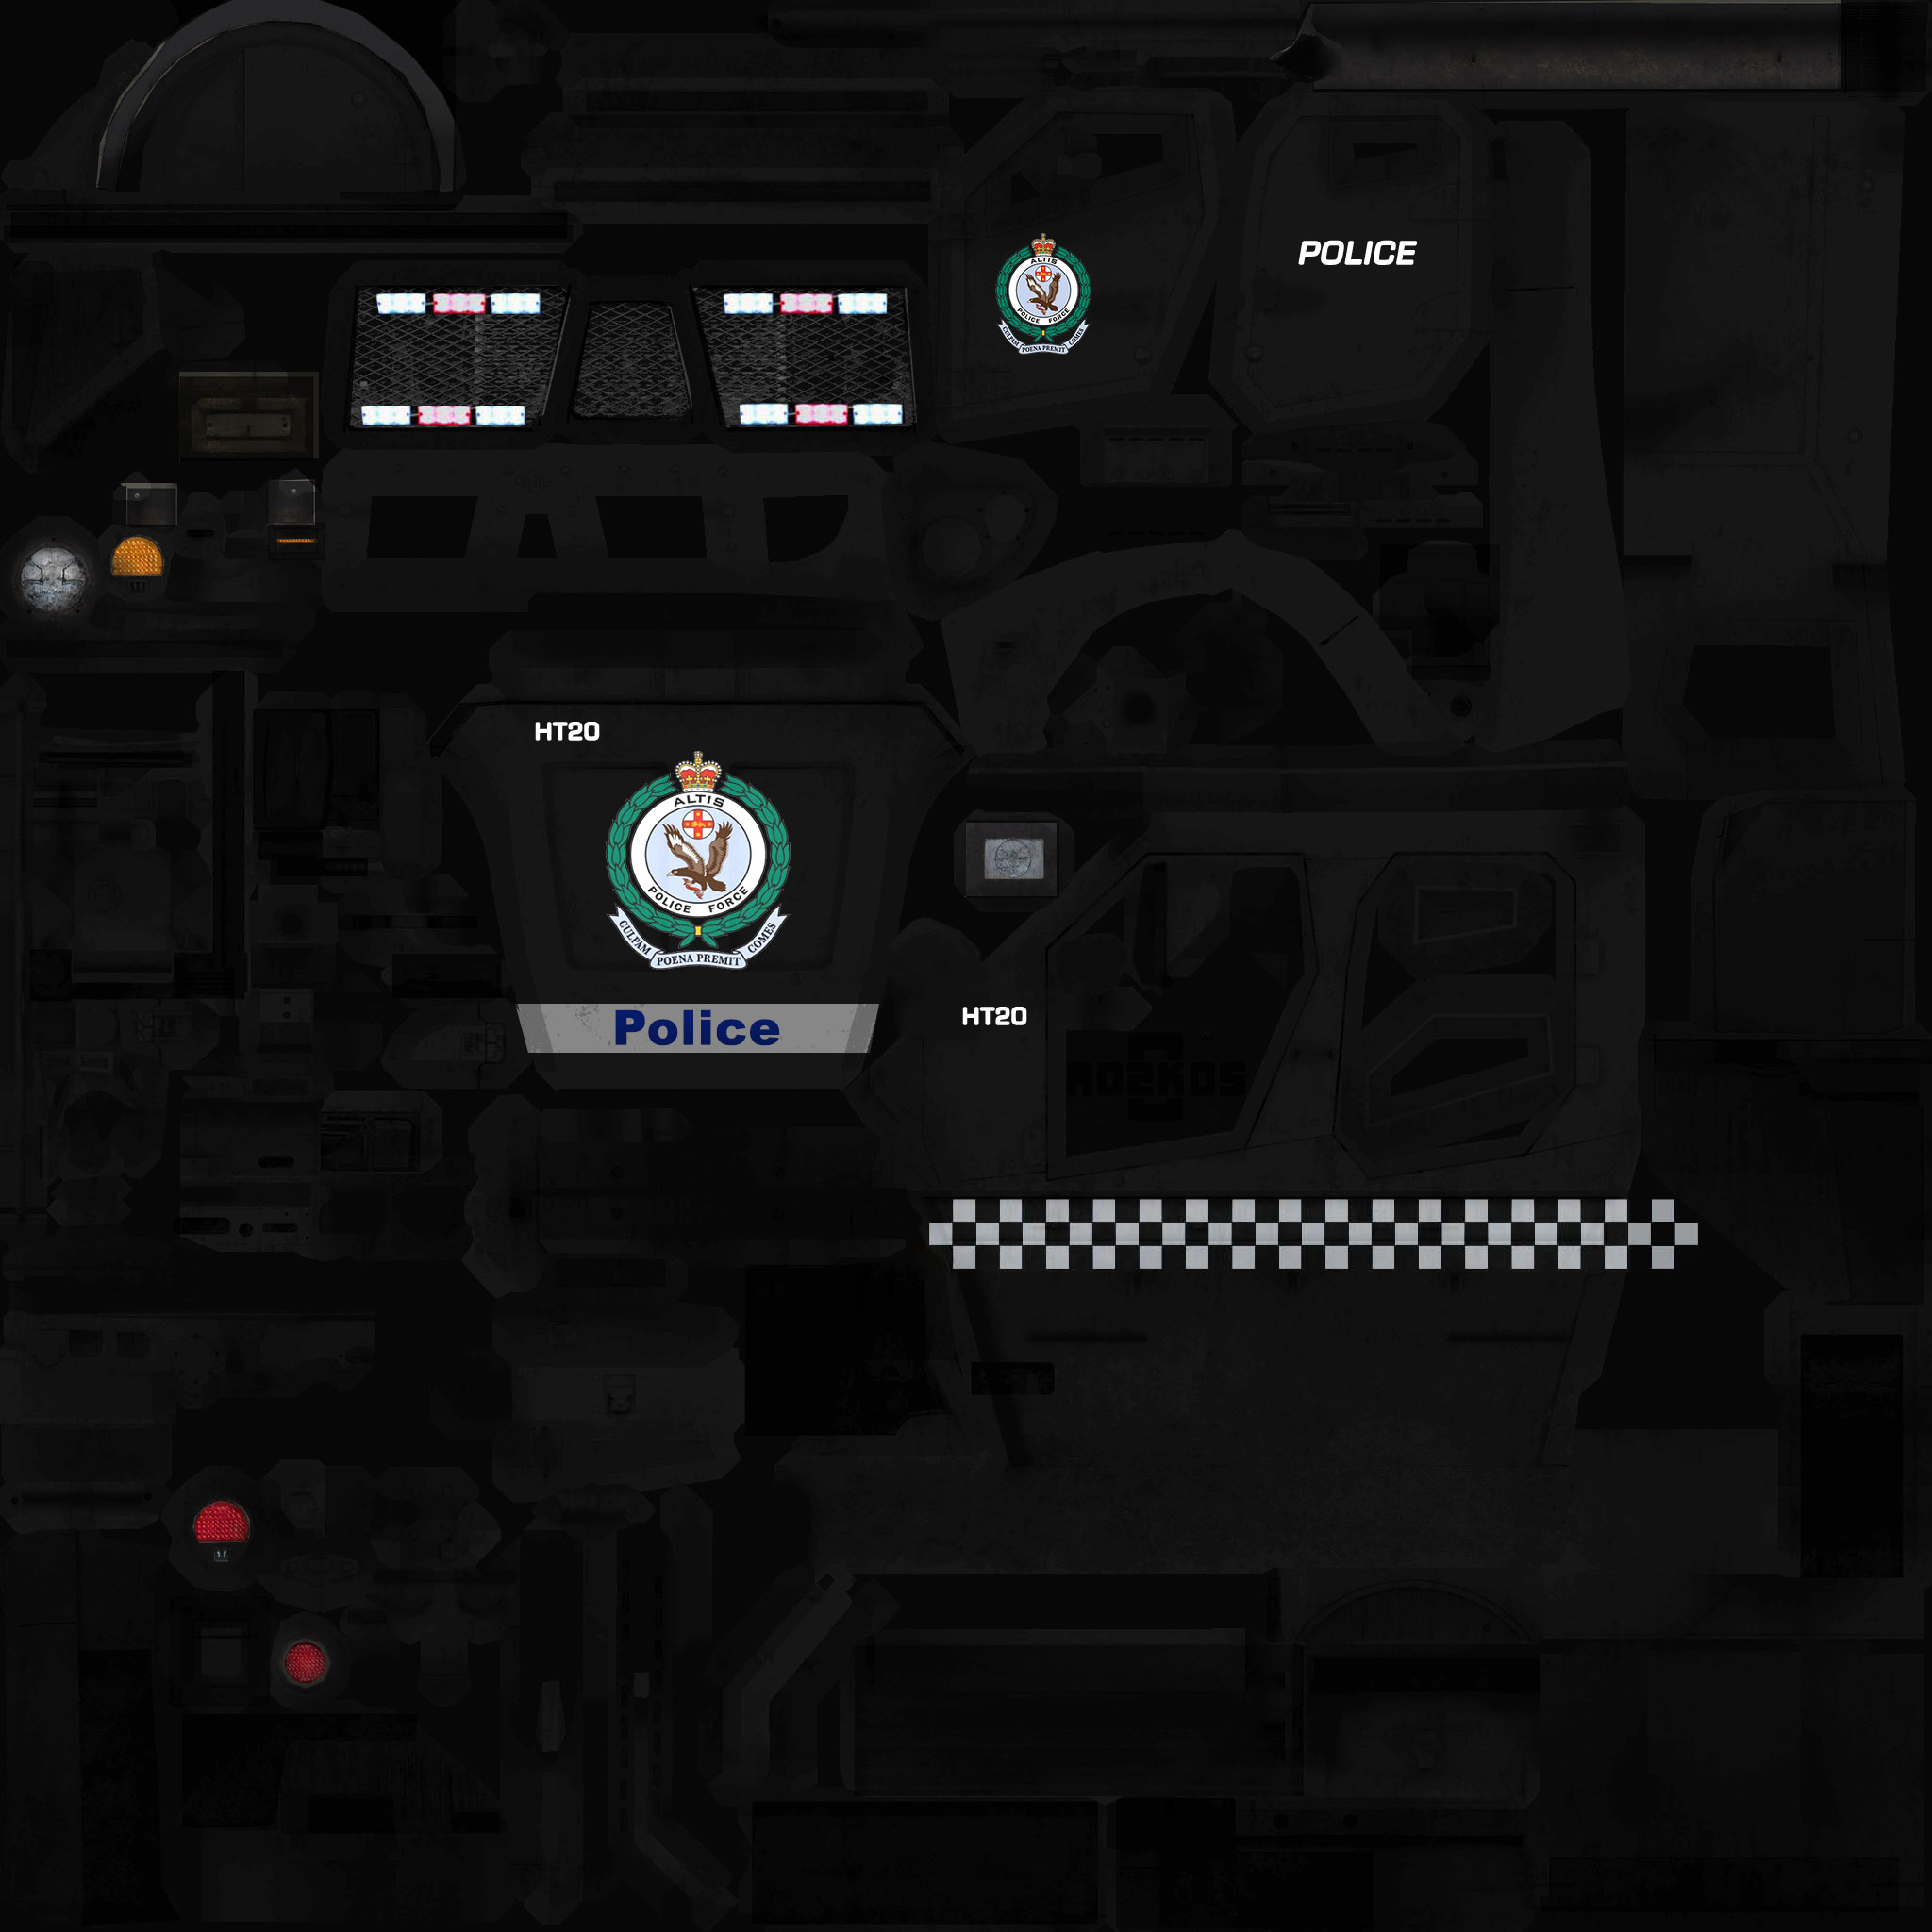 POLICE
ALTIS
POLICE FORCE
CULPAM POENA PREMIT COMES
HT20
ALTIS
POLICE FORCE
CULPAM POENA PREMIT COMES
Police
HT20